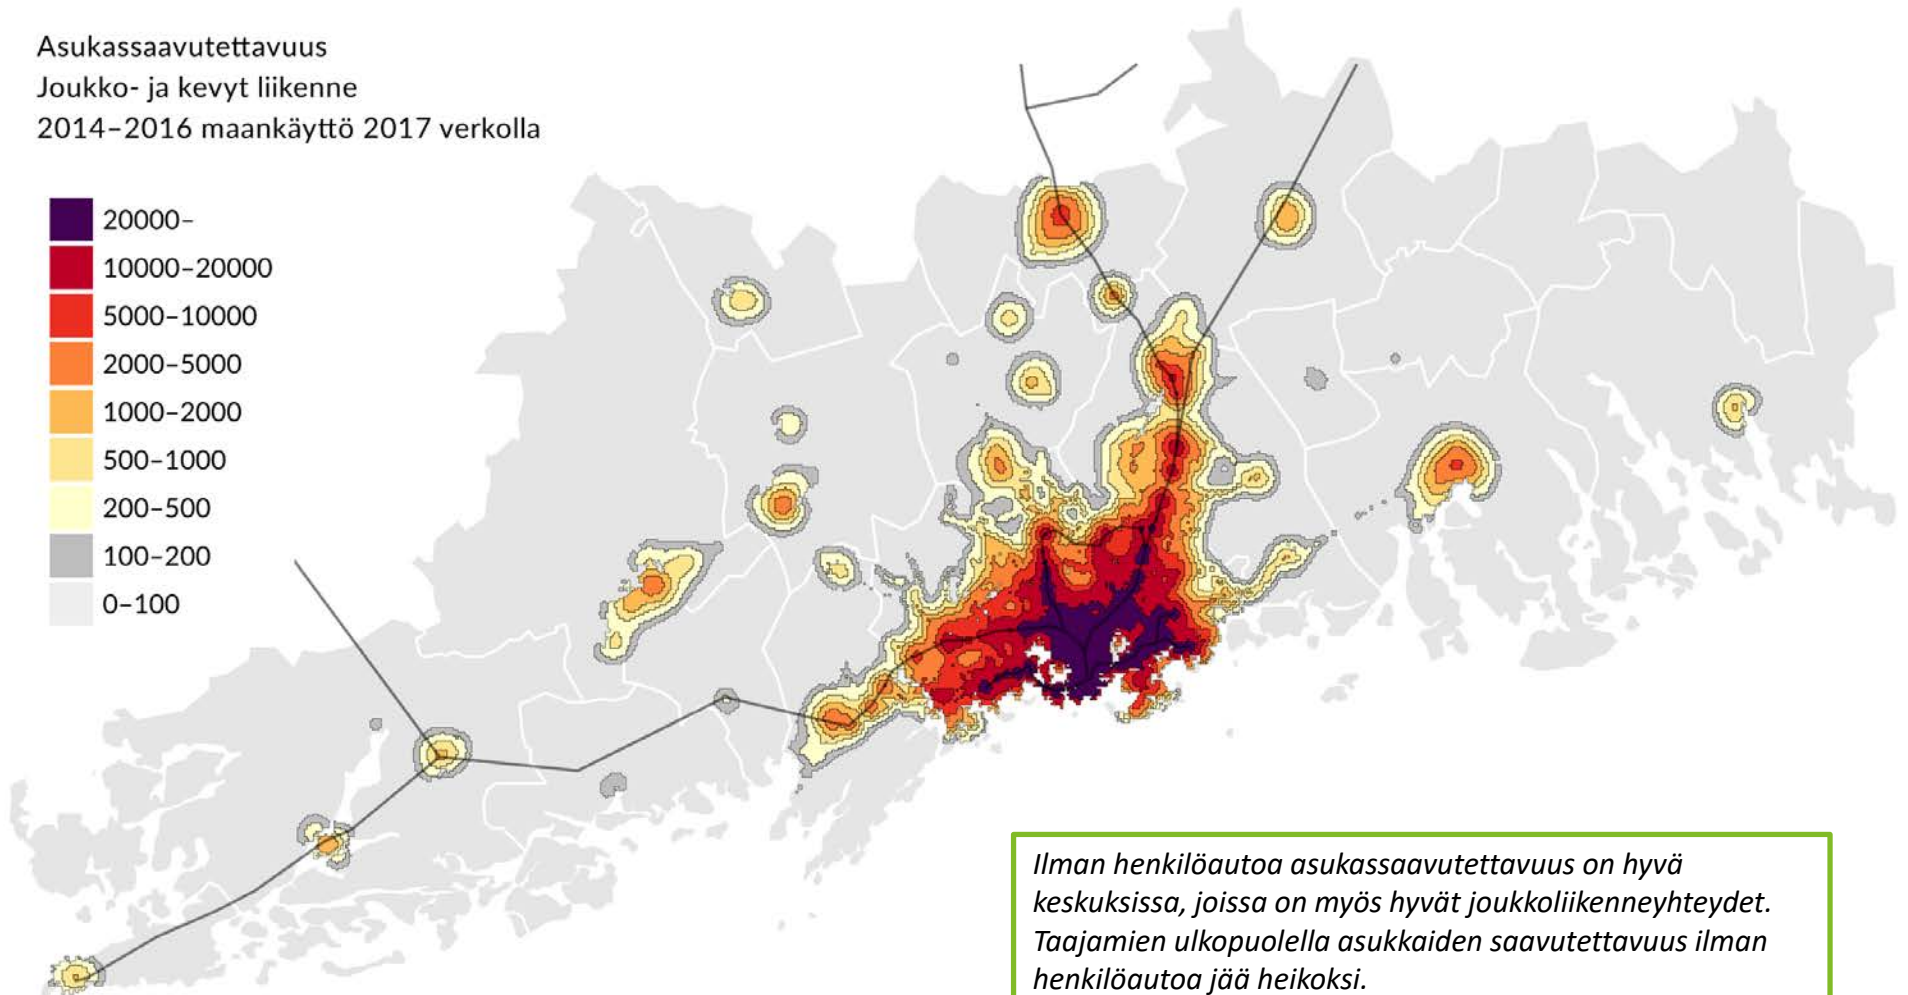 Asukassaavutettavuus
Joukko- ja kevyt liikenne
2014–2016 maankäyttö 2017 verkolla
20000–
10000–20000
5000–10000
2000–5000
1000–2000
500–1000
200–500
100–200
0–100
Ilman henkilöautoa asukassaavutettavuus on hyvä
keskuksissa, joissa on myös hyvät joukkoliikenneyhteydet.
Taajamien ulkopuolella asukkaiden saavutettavuus ilman
henkilöautoa jää heikoksi.